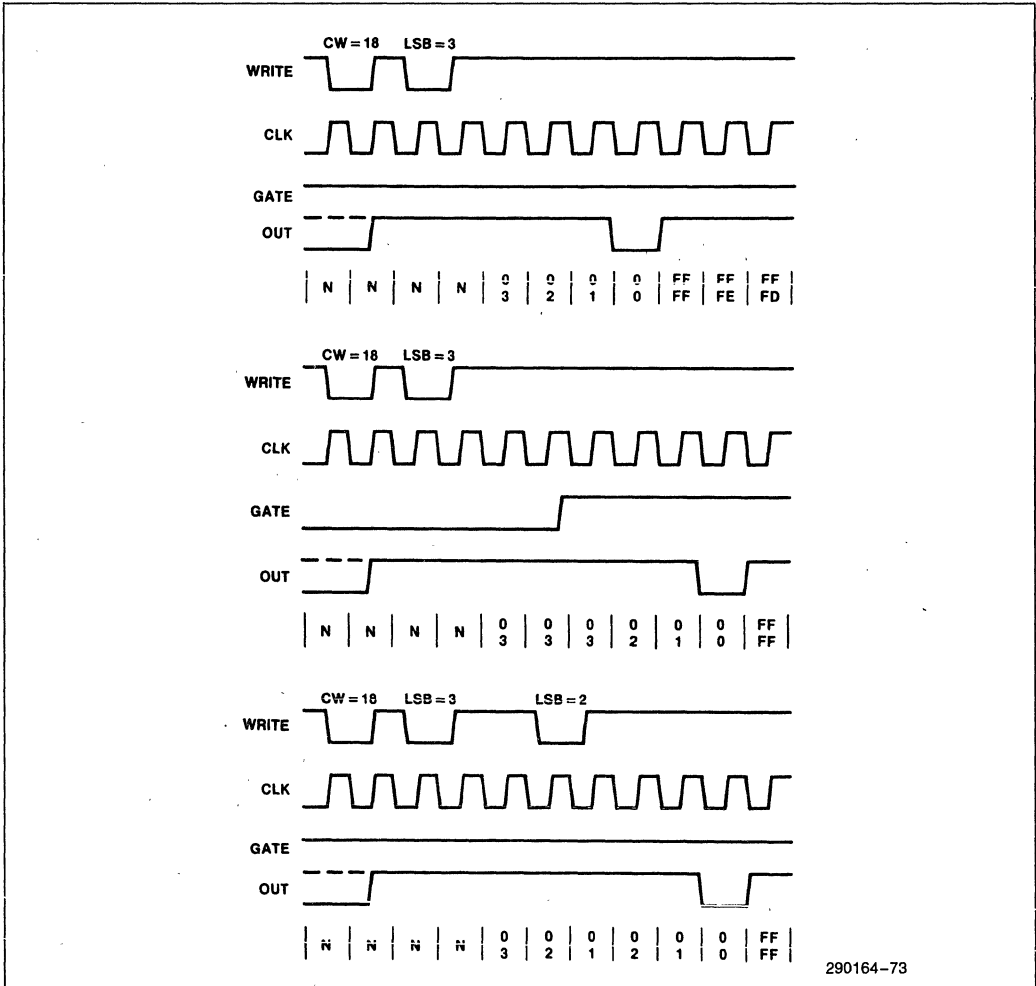 CW = 18 LSB = 3
WRITE
CLK
GATE
OUT
N N N N 0 0 0 0 FF FF FF
3 2 1 0 FF FE FD
CW = 18 LSB = 3
WRITE
CLK
GATE
OUT
N N N N 0 0 0 0 0 0 FF
3 3 3 2 1 0 FF
CW = 18 LSB = 3 LSB = 2
WRITE
CLK
GATE
OUT
N N N N 0 0 0 0 0 0 FF
3 2 1 2 1 0 FF
290164–73